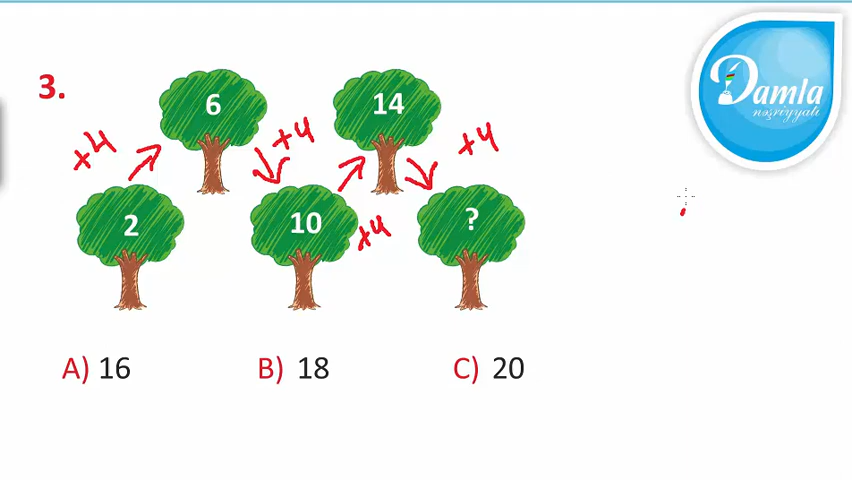 3.
6
14
+4
+4
+4
2
10
?
+4
A) 16
B) 18
C) 20
Damla
nəşriyyatı